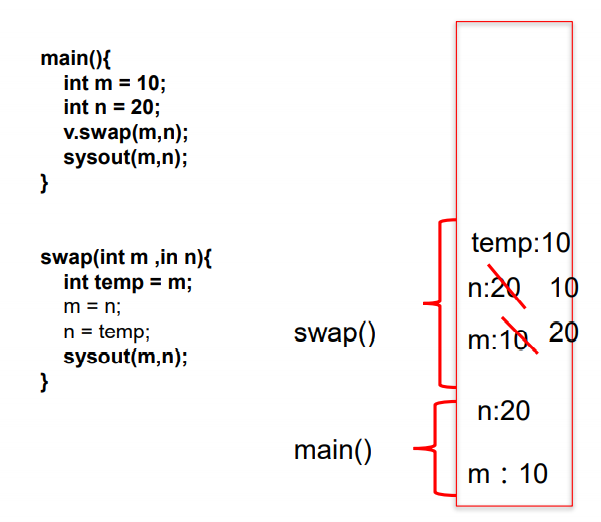 main(){
int m = 10;
int n = 20;
v.swap(m,n);
sysout(m,n);
}
swap(int m ,in n){
int temp = m;
m = n;
n = temp;
sysout(m,n);
}
swap()
main()
temp:10
n:20 10
m:10 20
n:20
m：10